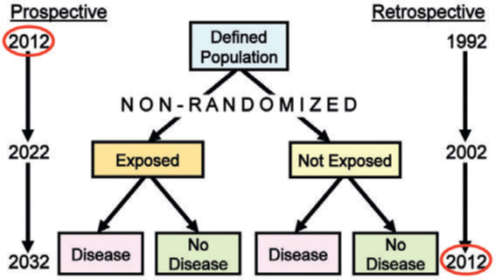 Prospective
Retrospective
2012
Defined
Population
1992
NON-RANDOMIZED
2022
Exposed
Not Exposed
2002
2032
Disease
No
Disease
Disease
No
Disease
2012